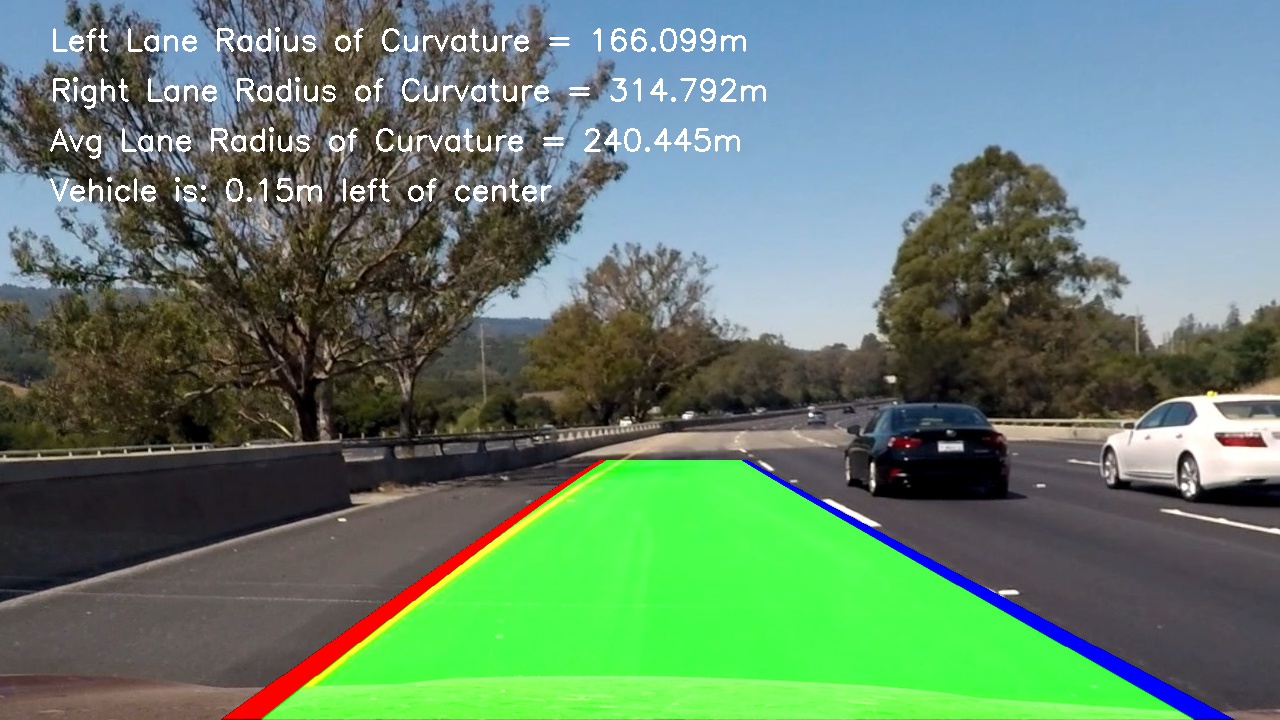 Left Lane Radius of Curvature = 166.099m
Right Lane Radius of Curvature = 314.792m
Avg Lane Radius of Curvature = 240.445m
Vehicle is: 0.15m left of center